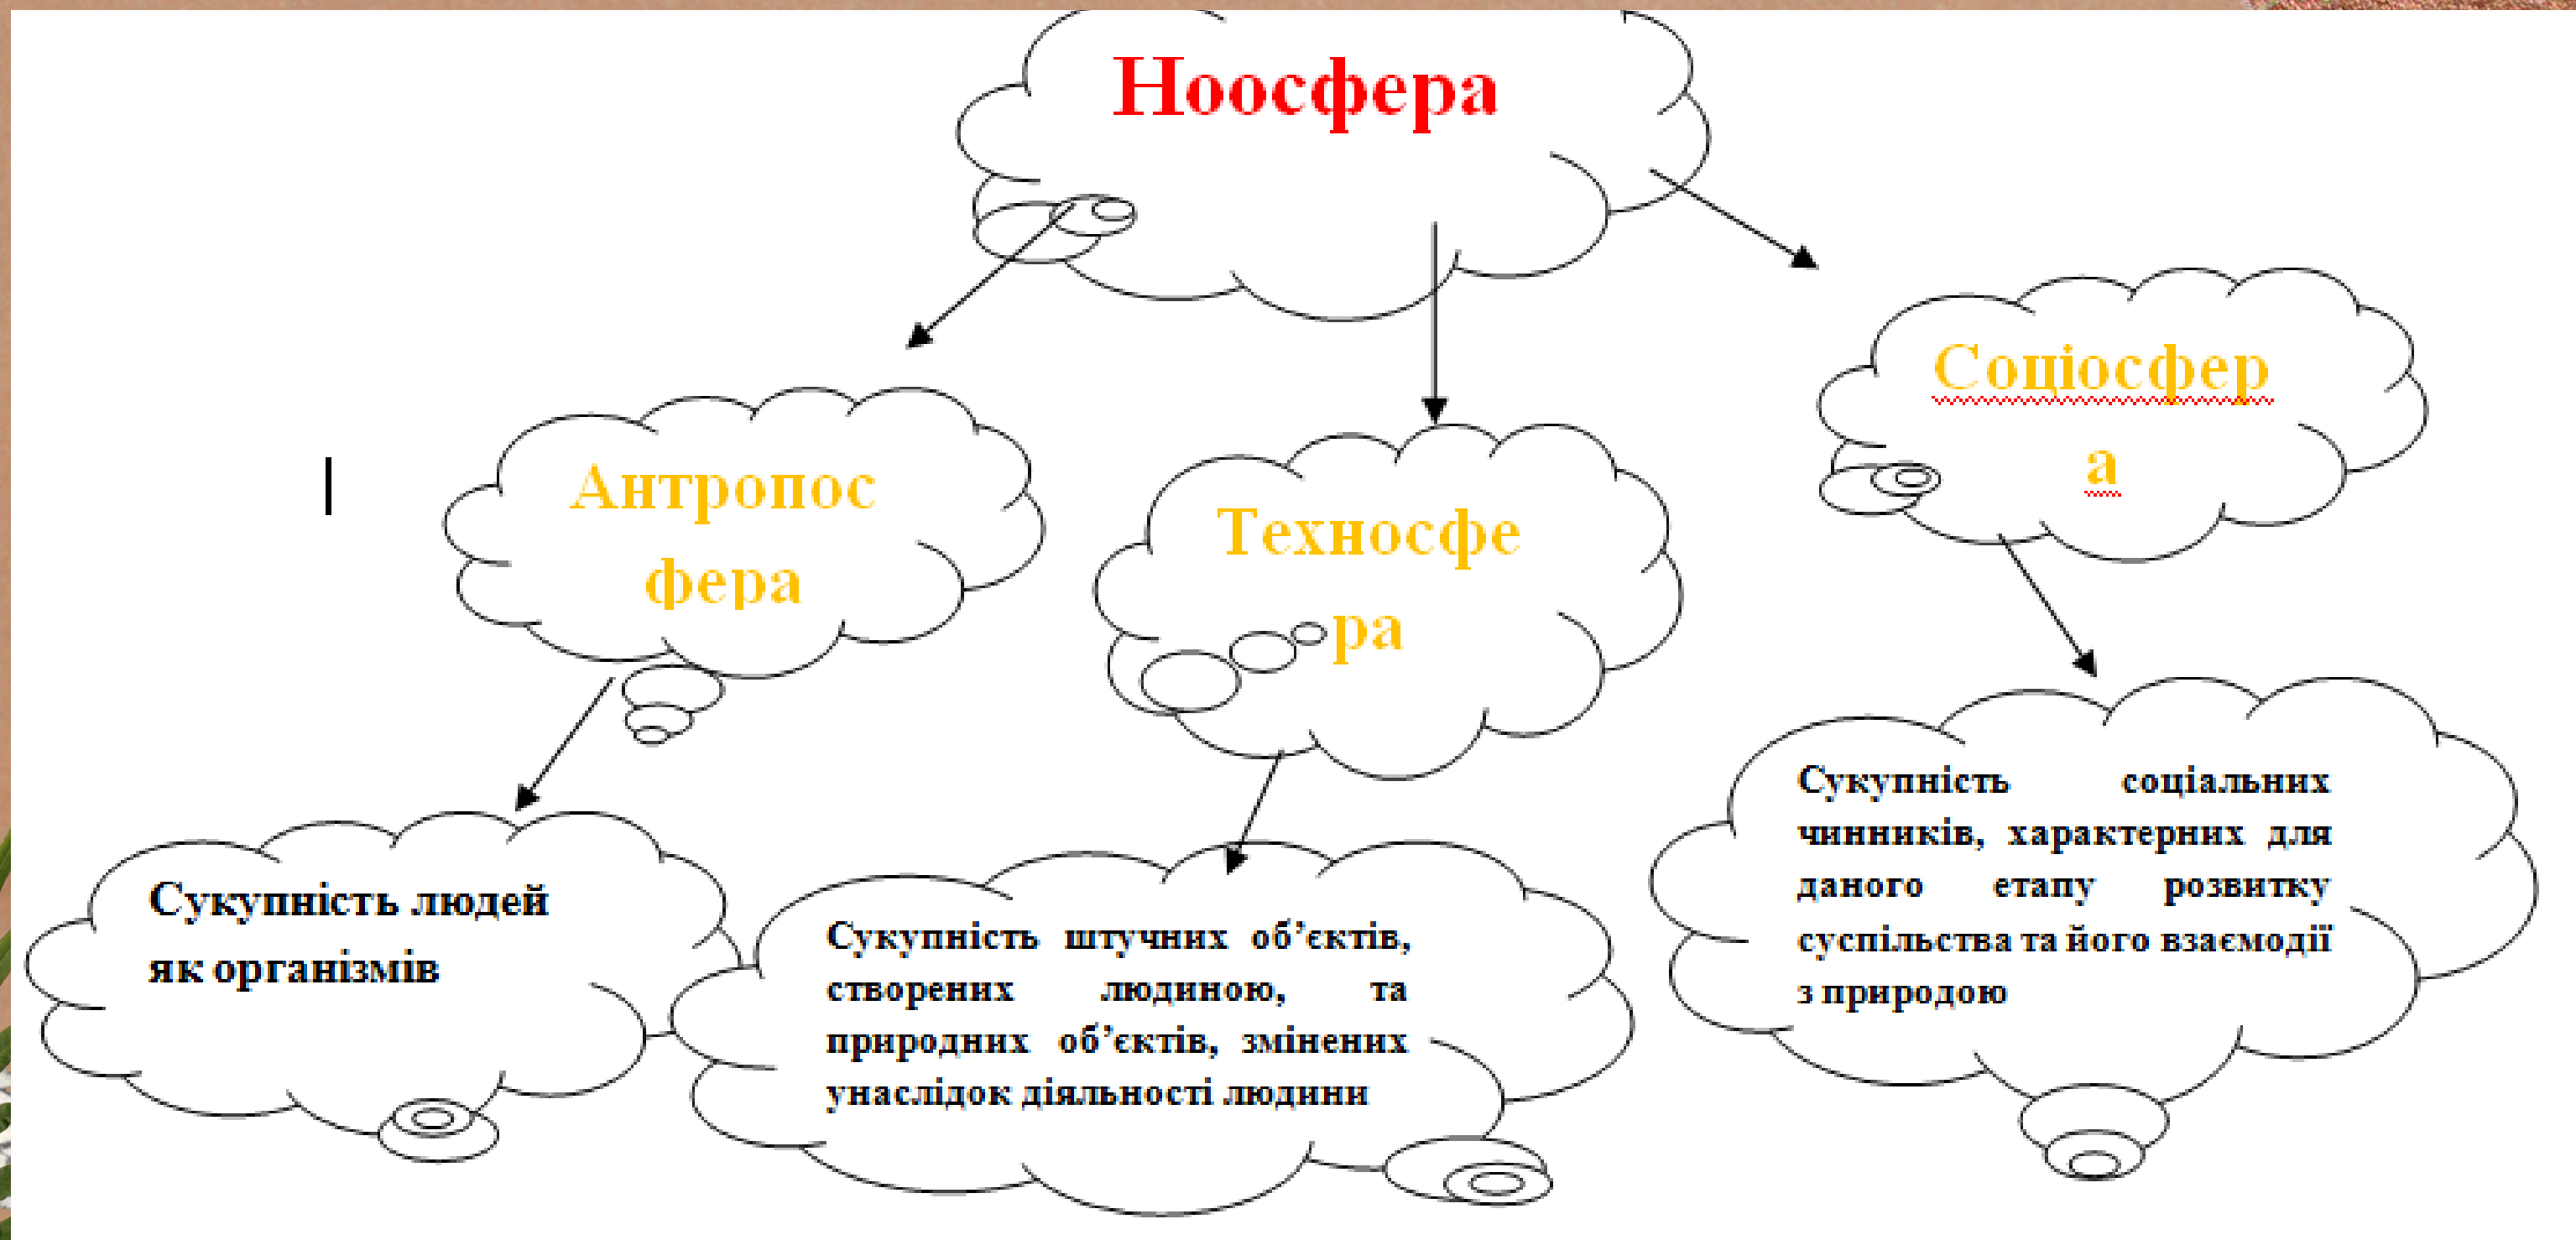 Ноосфера
Соціосфер
а
Антропос
фера
Техносфе
ра
Сукупність людей
як організмів
Сукупність штучних об’єктів,
створених людиною, та
природних об’єктів, змінених
унаслідок діяльності людини
Сукупність соціальних
чинників, характерних для
даного етапу розвитку
суспільства та його взаємодії
з природою